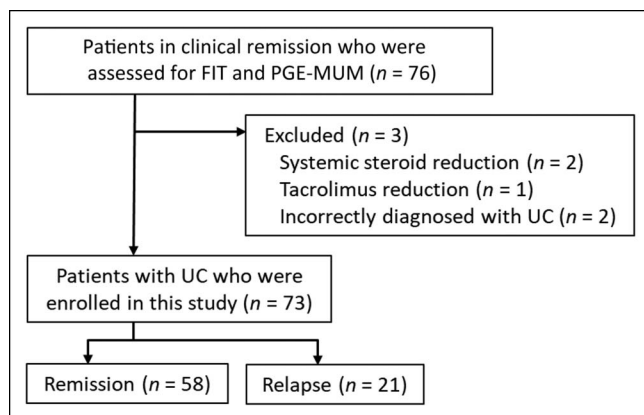 Patients in clinical remission who were
assessed for FIT and PGE-MUM (n = 76)
Excluded (n = 3)
Systemic steroid reduction (n = 2)
Tacrolimus reduction (n = 1)
Incorrectly diagnosed with UC (n = 2)
Patients with UC who were
enrolled in this study (n = 73)
Remission (n = 58)
Relapse (n = 21)